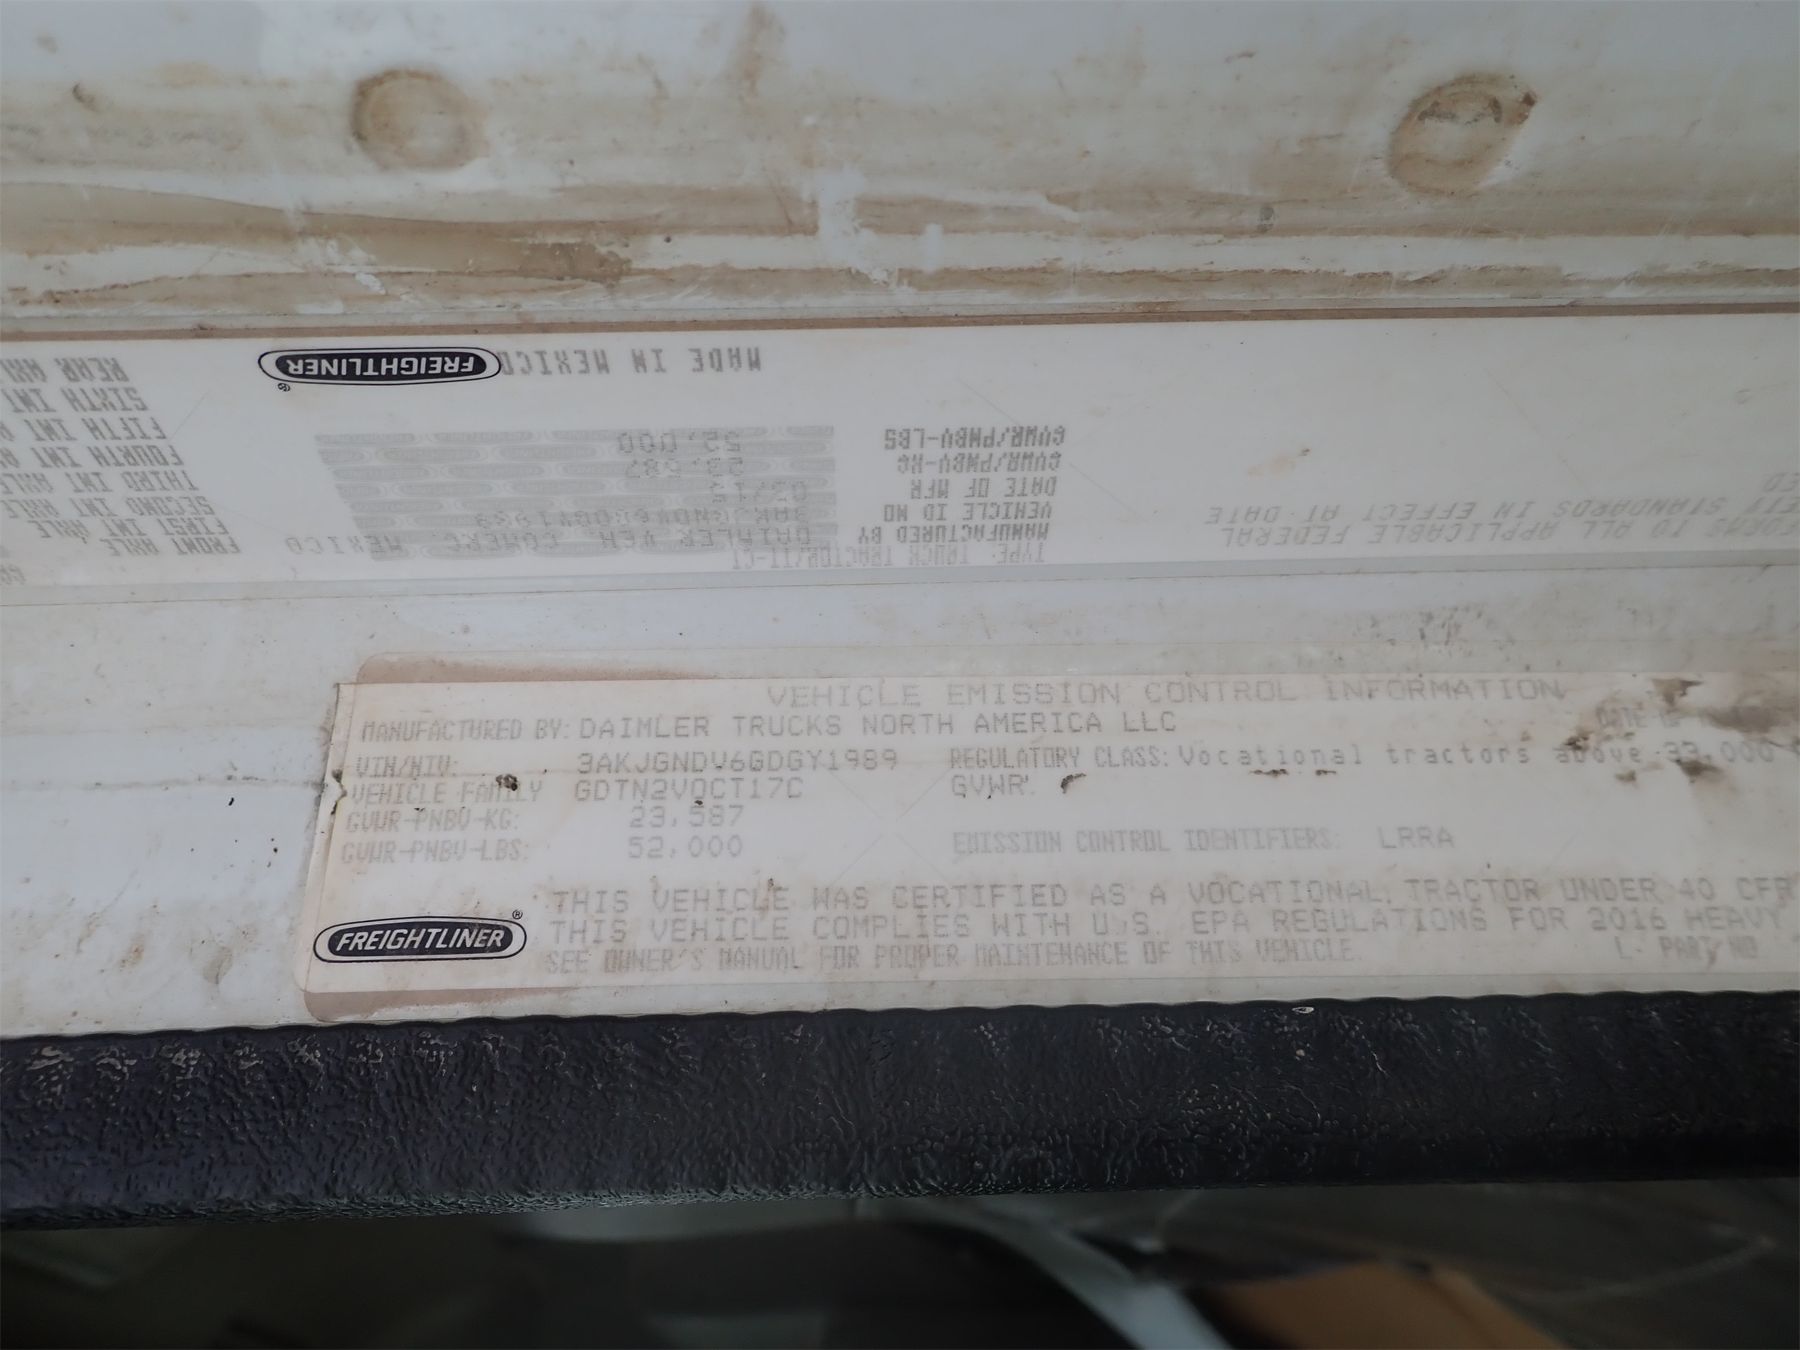 FREIGHTLINER
MADE IN MEXICO
REAR
SIXTH INT
FIFTH INT
FOURTH INT
THIRD INT AXLE
SECOND INT AXLE
FIRST INT AXLE
FRONT AXLE
GVWR/PNBV-LBS 52,000
GVWR/PNBV-KG 23,587
DATE OF MFR
VEHICLE ID NO
MANUFACTURED BY DAIMLER VEH. COMERC. MEXICO
TYPE: TRUCK TRACTOR/TT-CT
STANDARDS IN EFFECT AT DATE
TO ALL APPLICABLE FEDERAL
VEHICLE EMISSION CONTROL INFORMATION
MANUFACTURED BY: DAIMLER TRUCKS NORTH AMERICA LLC
VIN/NIV: 3AKJGNDV6GDGY1989 REGULATORY CLASS: Vocational tractors above 33,000
VEHICLE FAMILY GDTN2VOCT17C GVWR.
GVWR-PNBV-KG: 23,587
GVWR-PNBV-LBS: 52,000 EMISSION CONTROL IDENTIFIERS: LRRA
THIS VEHICLE WAS CERTIFIED AS A VOCATIONAL TRACTOR UNDER 40 CFR
FREIGHTLINER® THIS VEHICLE COMPLIES WITH U.S. EPA REGULATIONS FOR 2016 HEAVY
SEE OWNER'S MANUAL FOR PROPER MAINTENANCE OF THIS VEHICLE. PART NO